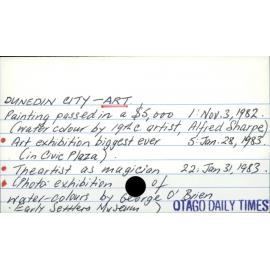 DUNEDIN CITY - ART
Painting passed in a $5,000 1: Nov. 3, 1982.
(water colour by 19th c artist, Alfred Sharpe)
• Art exhibition biggest ever 5: Jan. 28, 1983.
(in Civic Plaza).
• The artist as magician 22: Jan 31, 1983.
• (Photo: exhibition of
water-colours by George O'Brien
Early Settlers Museum)
OTAGO DAILY TIMES